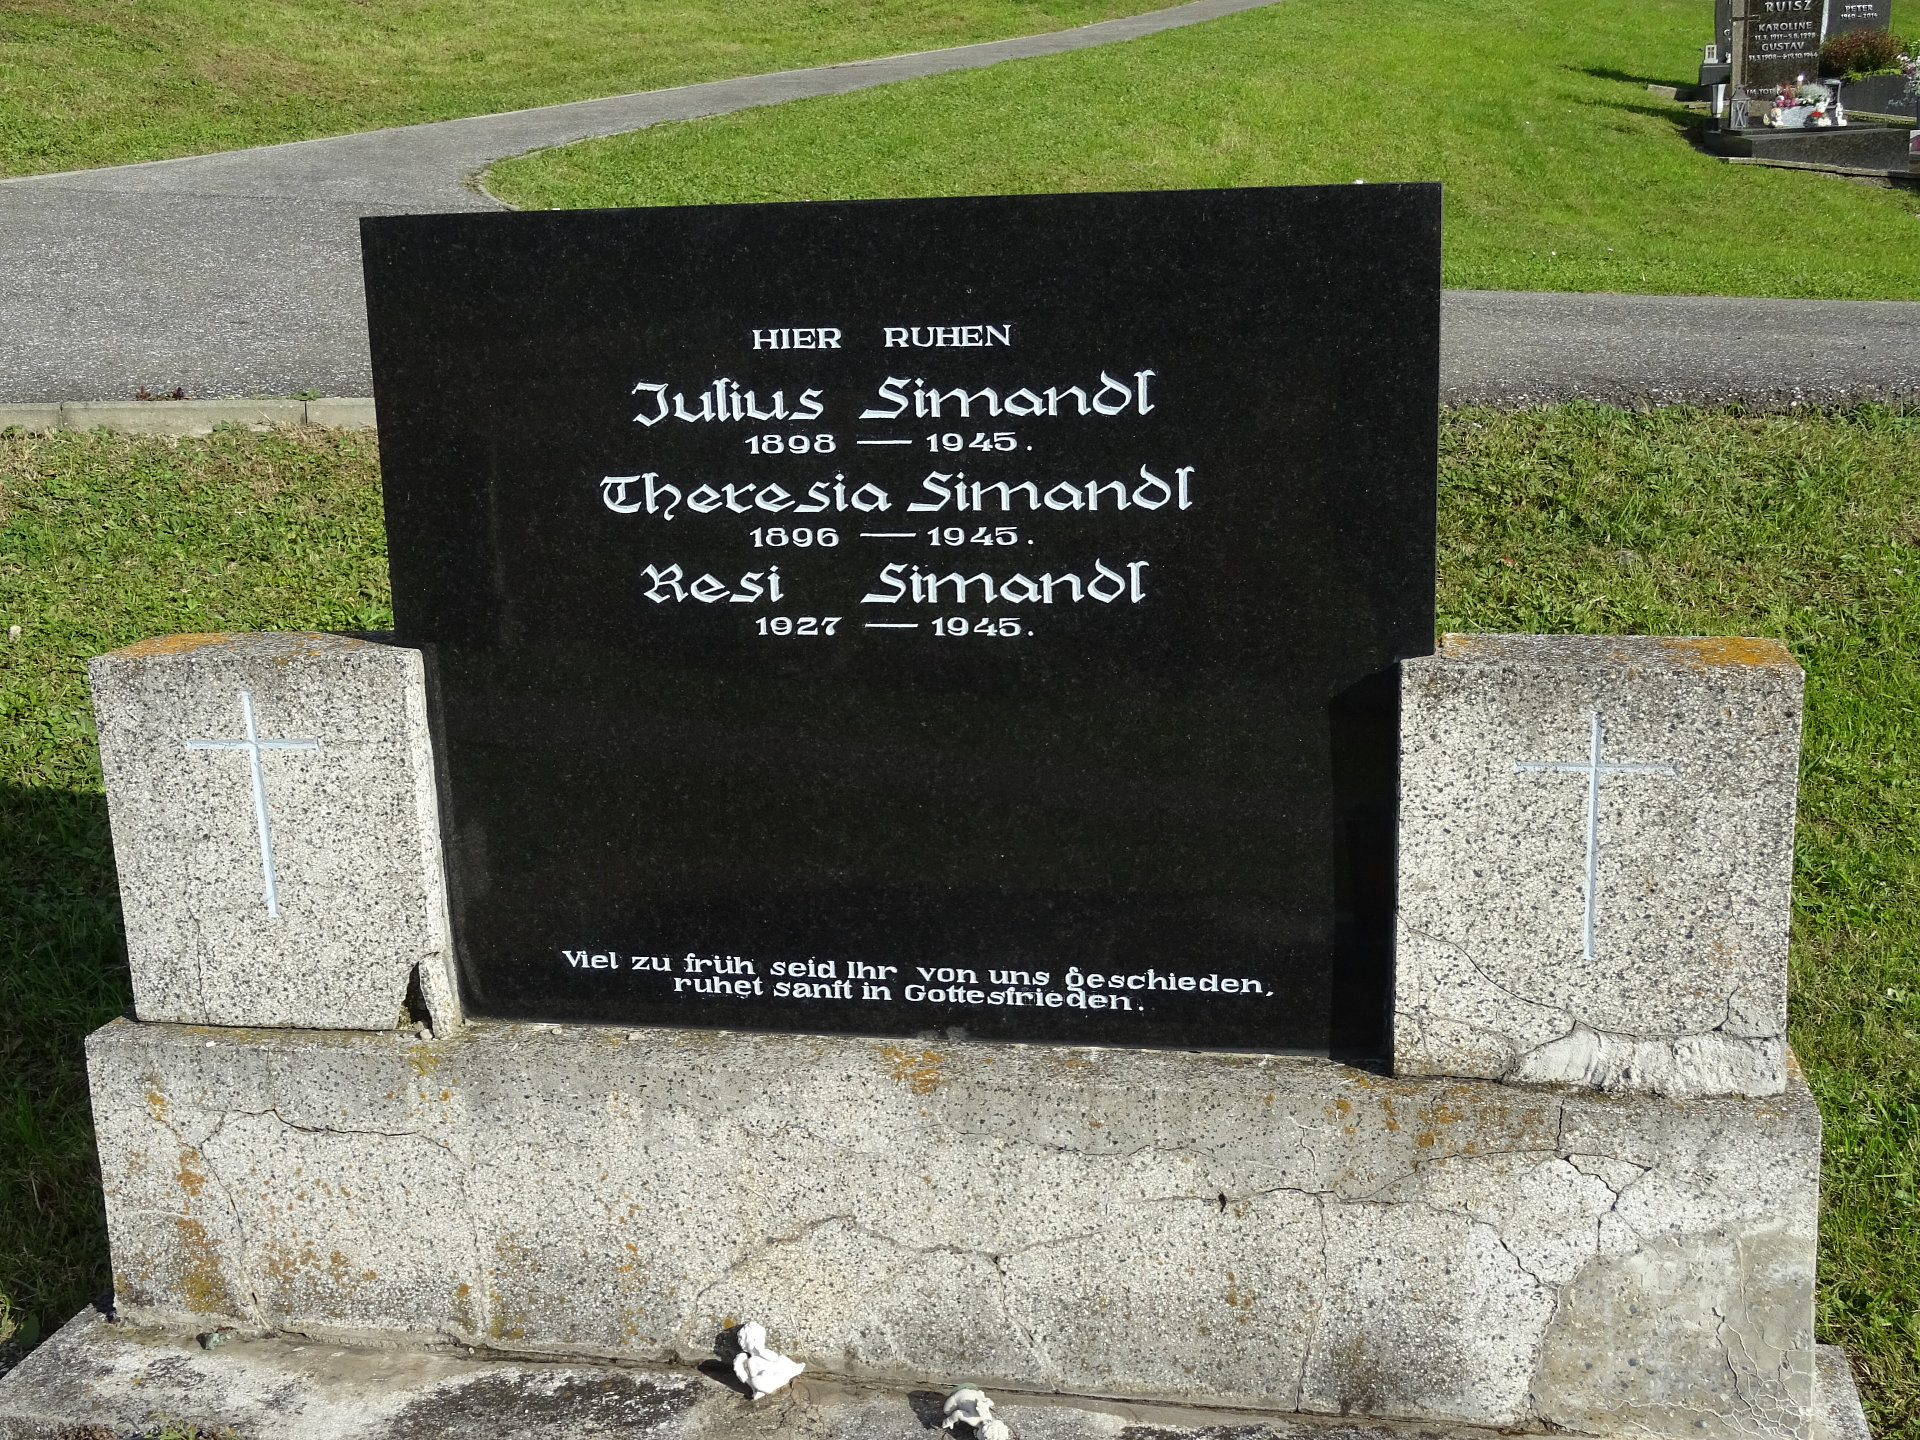 HIER RUHEN
Julius Simandl
1898 — 1945.
Theresia Simandl
1896 — 1945.
Resi Simandl
1927 — 1945.
Viel zu früh seid Ihr von uns geschieden,
ruhet sanft in Gottesfrieden.
RUISZ
KAROLINE
GUSTAV
PETER